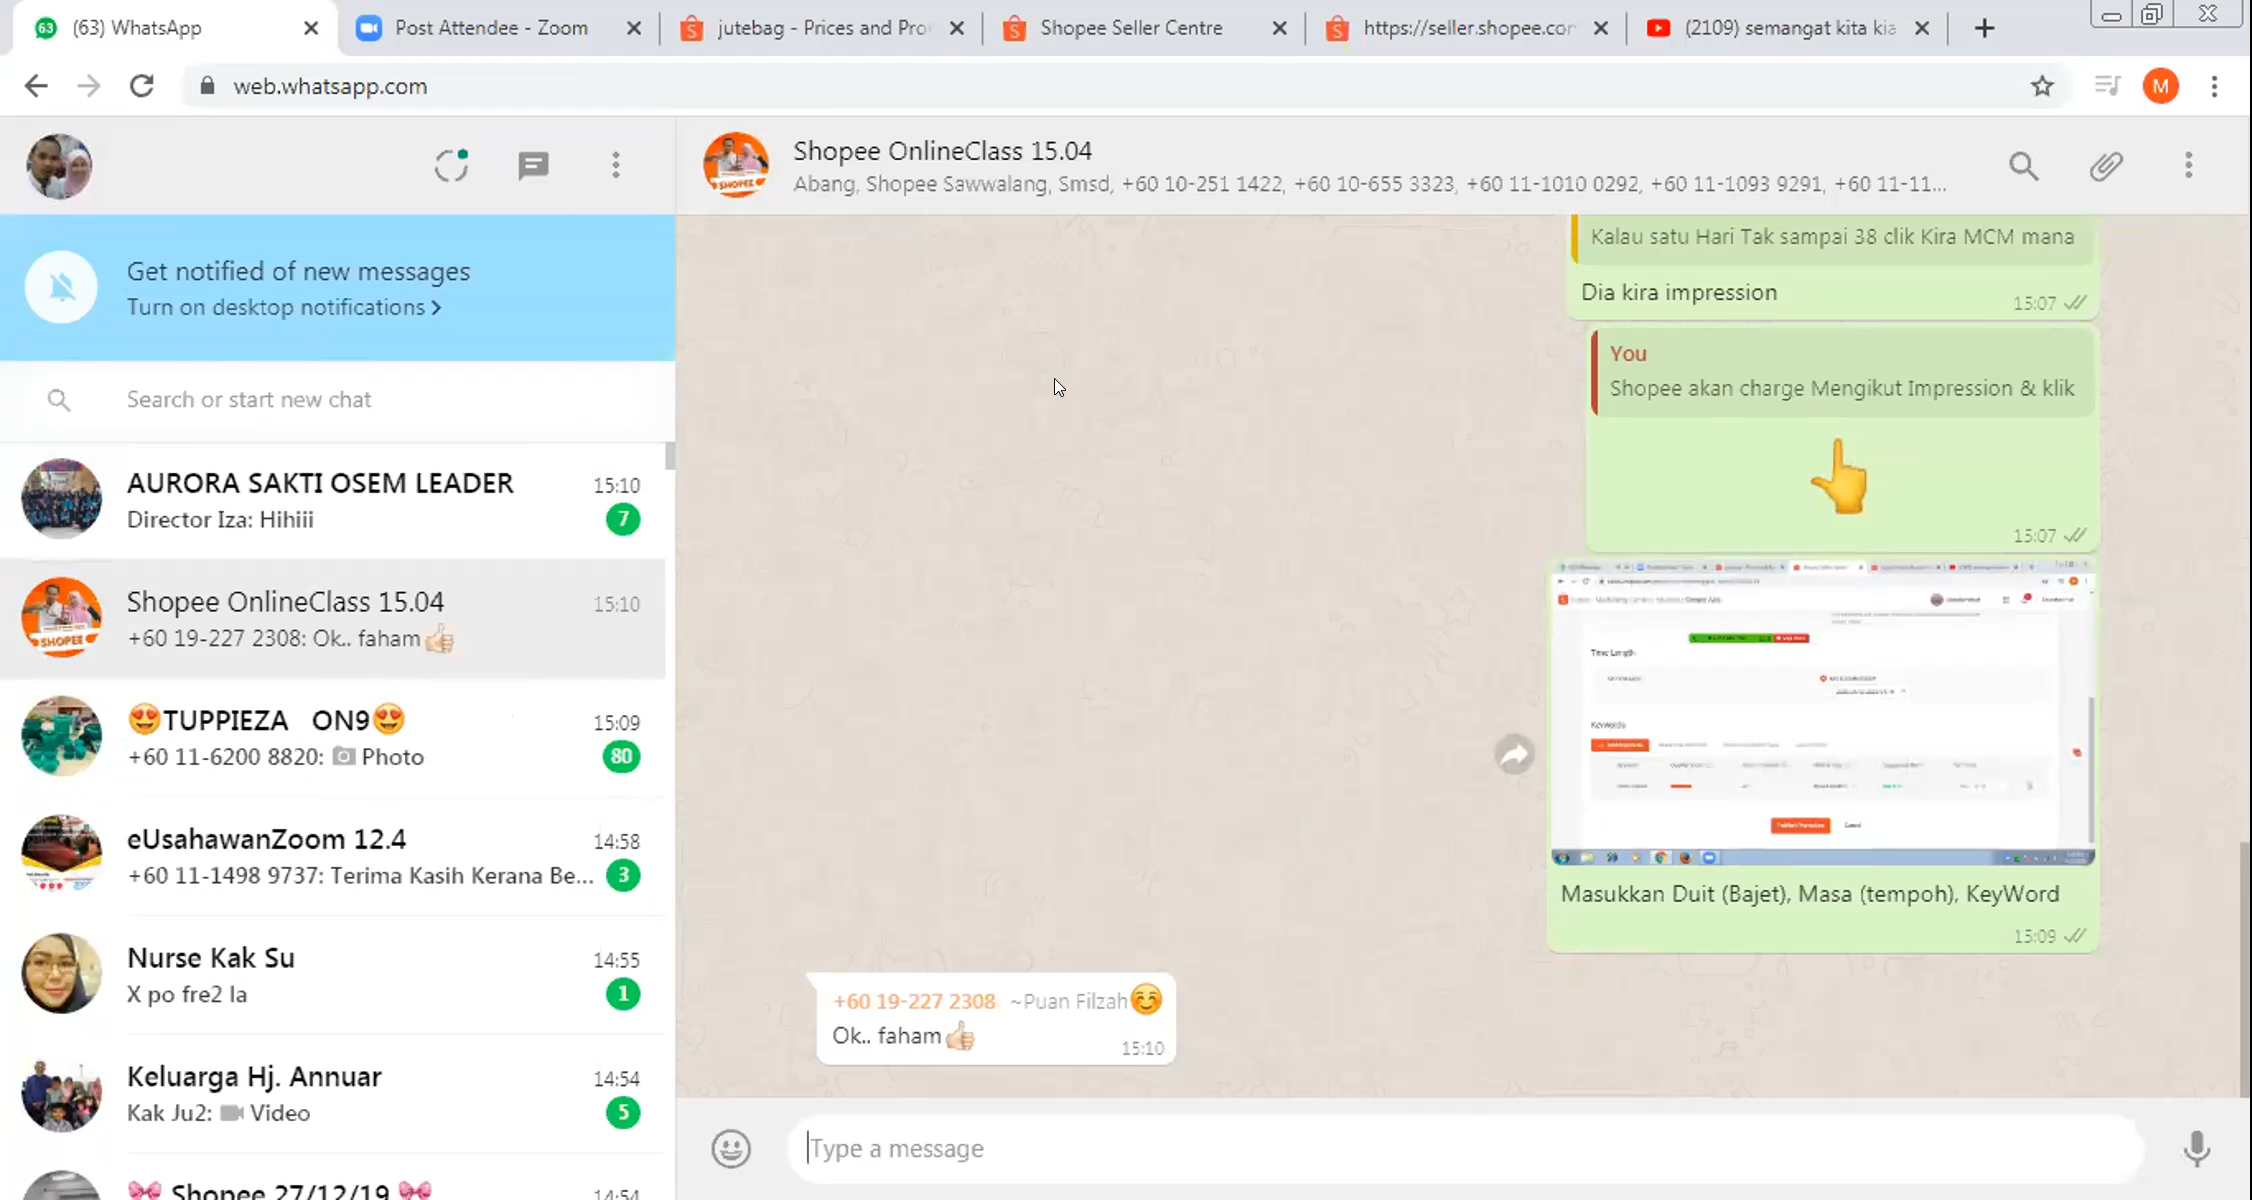 63
(63) WhatsApp
Post Attendee - Zoom
jutebag - Prices and Pro
Shopee Seller Centre
https://seller.shopee.cor
(2109) semangat kita kia
web.whatsapp.com
M
Shopee OnlineClass 15.04
Abang, Shopee Sawwalang, Smsd, +60 10-251 1422, +60 10-655 3323, +60 11-1010 0292, +60 11-1093 9291, +60 11-11...
Get notified of new messages
Turn on desktop notifications >
Search or start new chat
AURORA SAKTI OSEM LEADER
15:10
Director Iza: Hihiii
7
SHOPEE
Shopee OnlineClass 15.04
15:10
+60 19-227 2308: Ok.. faham👍🏻
😍TUPPIEZA ON9😍
15:09
+60 11-6200 8820: Photo
80
eUsahawanZoom 12.4
14:58
+60 11-1498 9737: Terima Kasih Kerana Be...
3
Nurse Kak Su
14:55
X po fre2 la
1
Keluarga Hj. Annuar
14:54
Kak Ju2: Video
5
🎀 Shopee 27/12/19 🎀
14:54
SHOPEE
Kalau satu Hari Tak sampai 38 clik Kira MCM mana
Dia kira impression
15:07
You
Shopee akan charge Mengikut Impression & klik
👆
15:07
Time Length
Keywords
Masukkan Duit (Bajet), Masa (tempoh), KeyWord
15:09
+60 19-227 2308 ~Puan Filzah☺
Ok.. faham👍🏻
15:10
Type a message